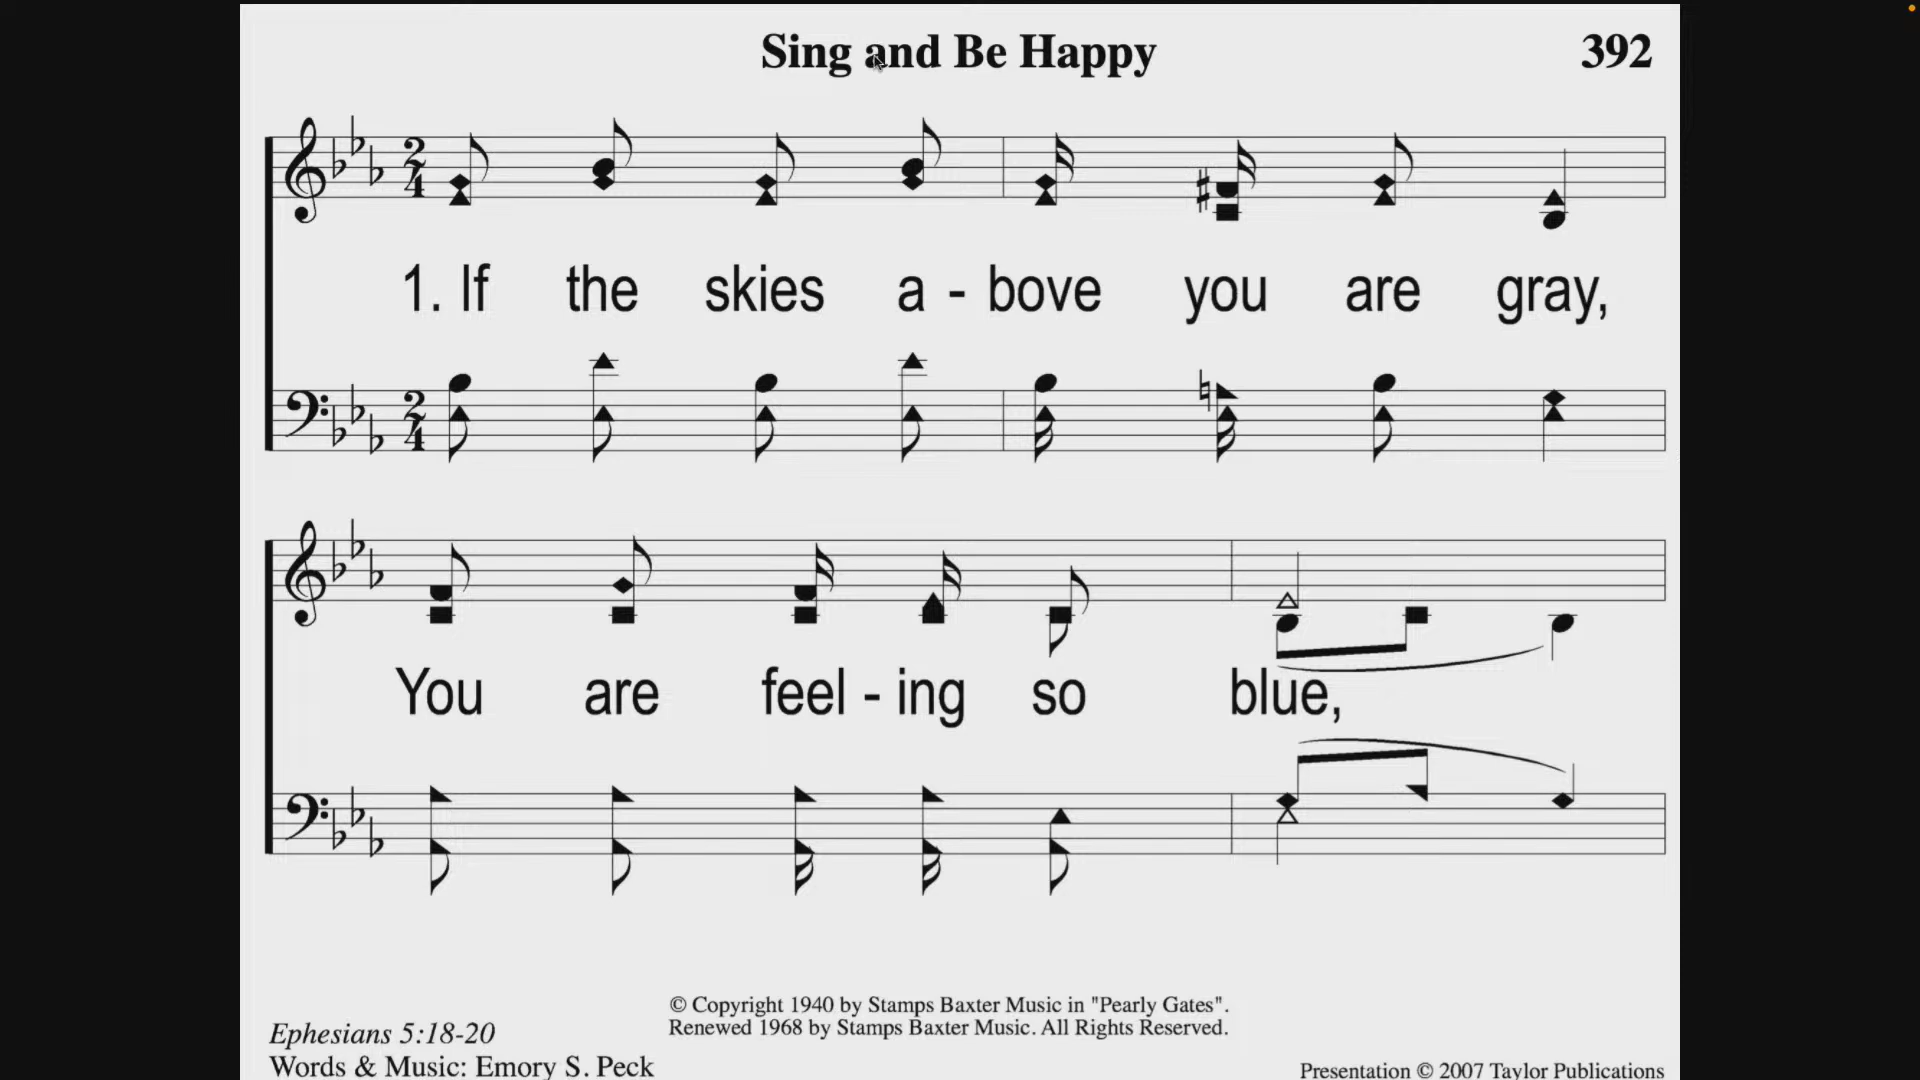 Sing and Be Happy
392
1. If the skies a - bove you are gray,
You are feel - ing so blue,
© Copyright 1940 by Stamps Baxter Music in "Pearly Gates".
Renewed 1968 by Stamps Baxter Music. All Rights Reserved.
Ephesians 5:18-20
Words & Music: Emory S. Peck
Presentation © 2007 Taylor Publications